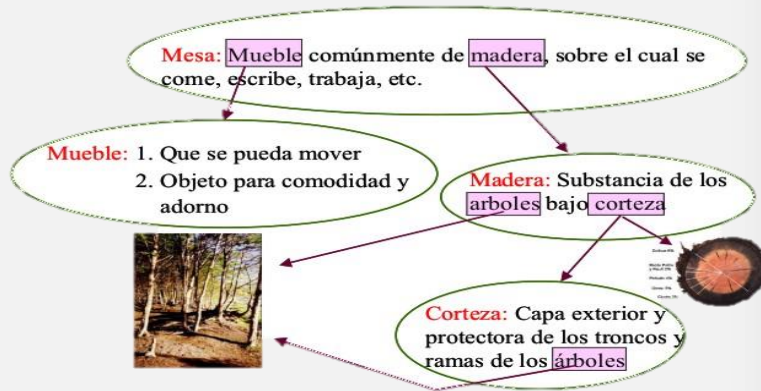 Mesa: Mueble comúnmente de madera, sobre el cual se
come, escribe, trabaja, etc.
Mueble: 1. Que se pueda mover
2. Objeto para comodidad y
adorno
Madera: Substancia de los
arboles bajo corteza
Corteza: Capa exterior y
protectora de los troncos y
ramas de los árboles